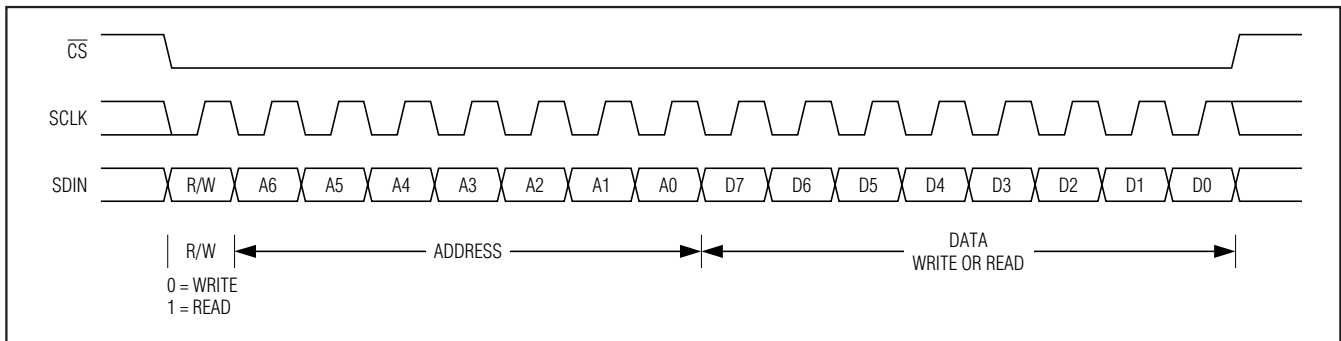 CS
SCLK
SDIN R/W A6 A5 A4 A3 A2 A1 A0 D7 D6 D5 D4 D3 D2 D1 D0
R/W ADDRESS DATA
WRITE OR READ
0 = WRITE
1 = READ